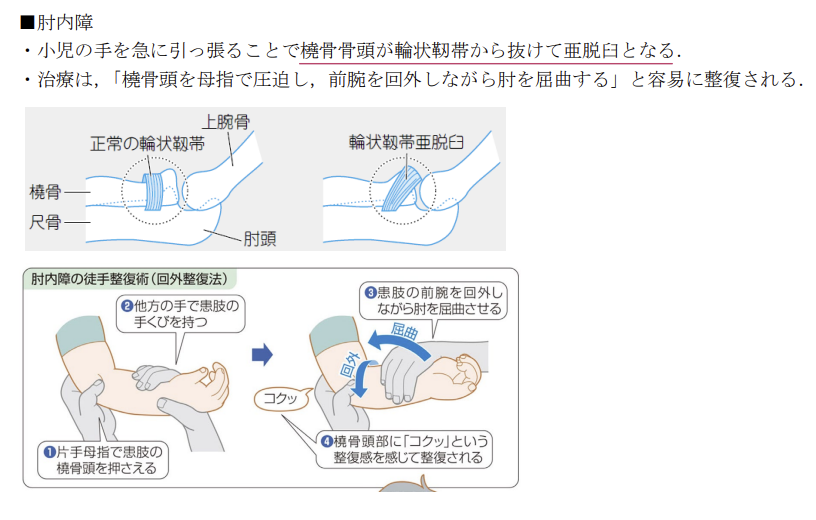 ■肘内障
・小児の手を急に引っ張ることで橈骨骨頭が輪状靱帯から抜けて亜脱臼となる.
・治療は,「橈骨頭を母指で圧迫し,前腕を回外しながら肘を屈曲する」と容易に整復される.
上腕骨
正常の輪状靱帯
橈骨
尺骨
肘頭
輪状靱帯亜脱臼
肘内障の徒手整復術(回外整復法)
❷他方の手で患肢の
手くびを持つ
❶片手母指で患肢の
橈骨頭を押さえる
❸患肢の前腕を回外し
ながら肘を屈曲させる
屈曲
回外
コクッ
❹橈骨頭部に「コクッ」という
整復感を感じて整復される